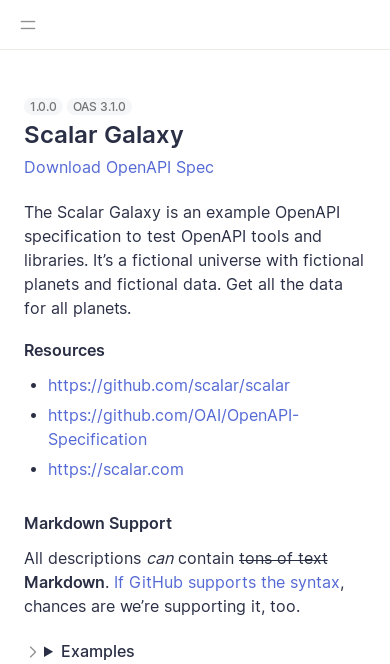 1.0.0 OAS 3.1.0
Scalar Galaxy
Download OpenAPI Spec
The Scalar Galaxy is an example OpenAPI
specification to test OpenAPI tools and
libraries. It’s a fictional universe with fictional
planets and fictional data. Get all the data
for all planets.
Resources
https://github.com/scalar/scalar
https://github.com/OAI/OpenAPI-
Specification
https://scalar.com
Markdown Support
All descriptions can contain tons of text
Markdown. If GitHub supports the syntax,
chances are we’re supporting it, too.
Examples